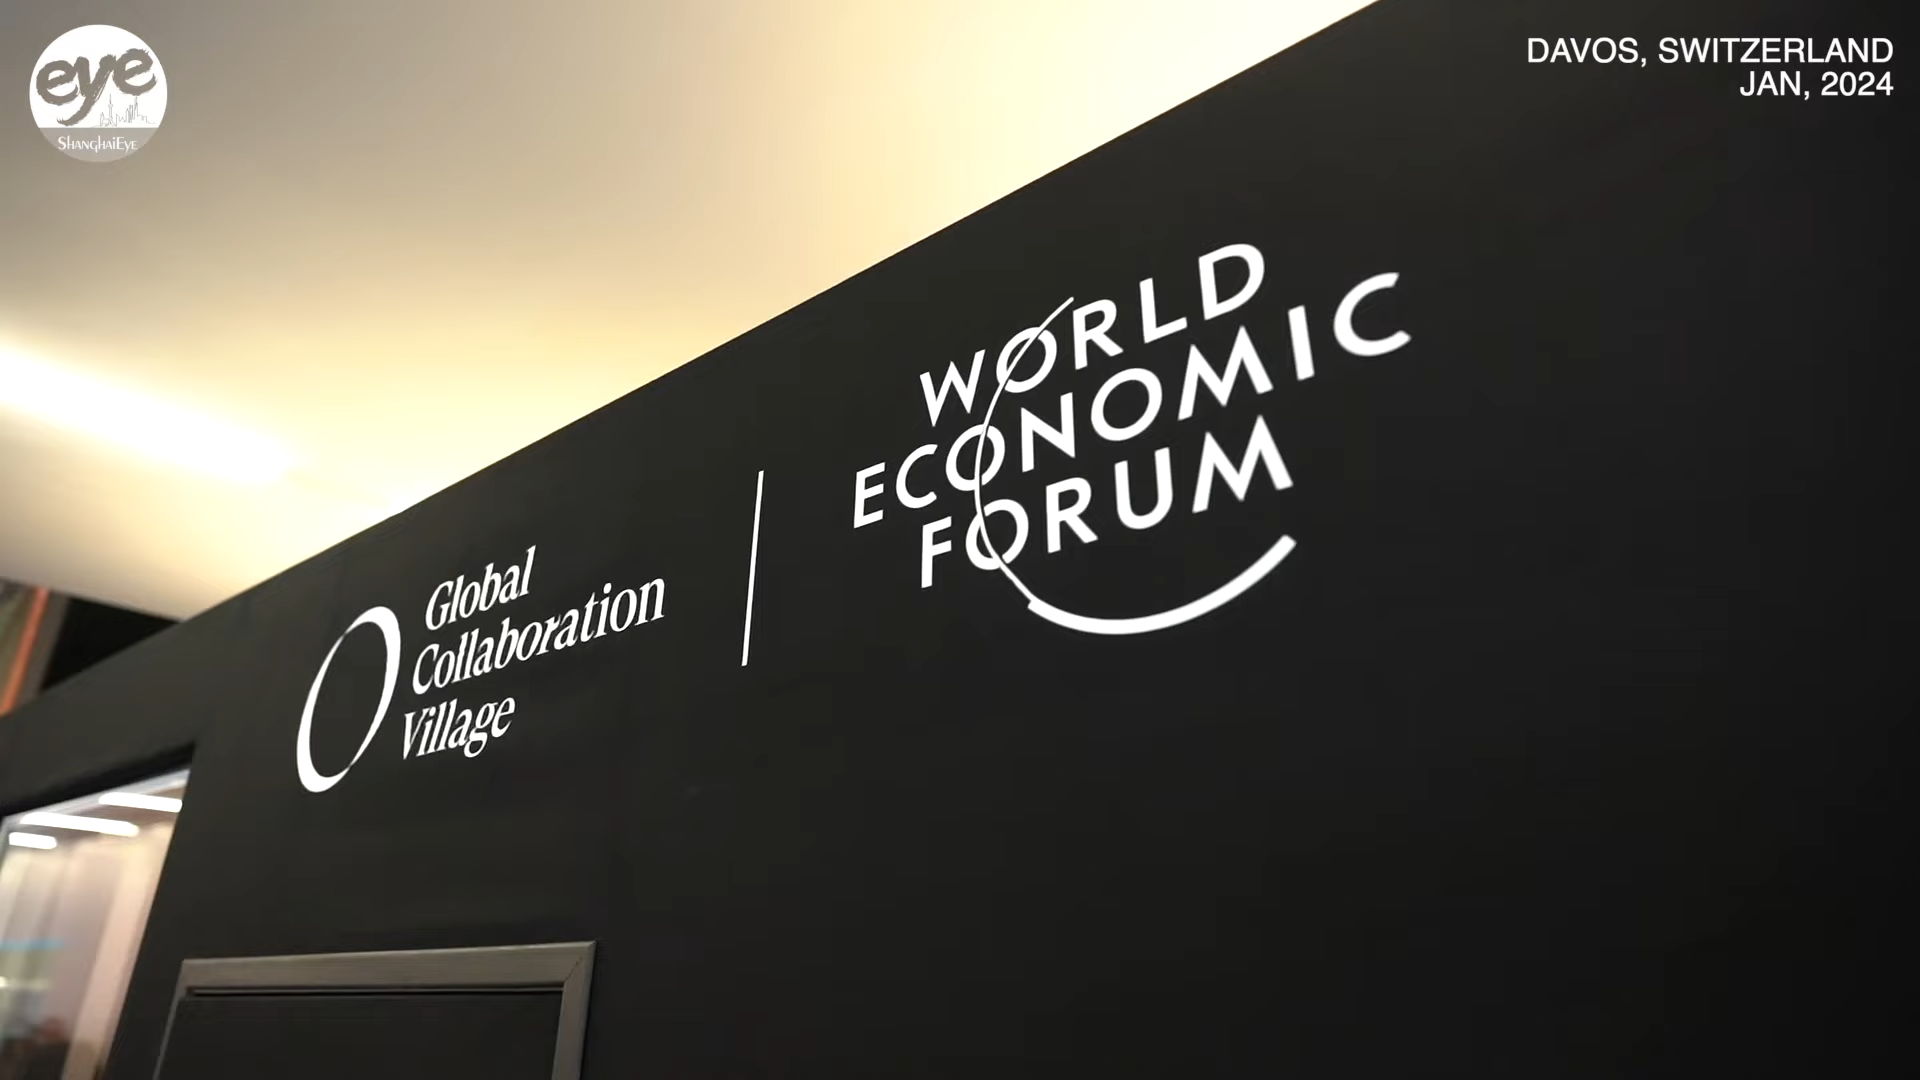 eye
ShanghaiEye
DAVOS, SWITZERLAND
JAN, 2024
Global
Collaboration
Village
WORLD
ECONOMIC
FORUM